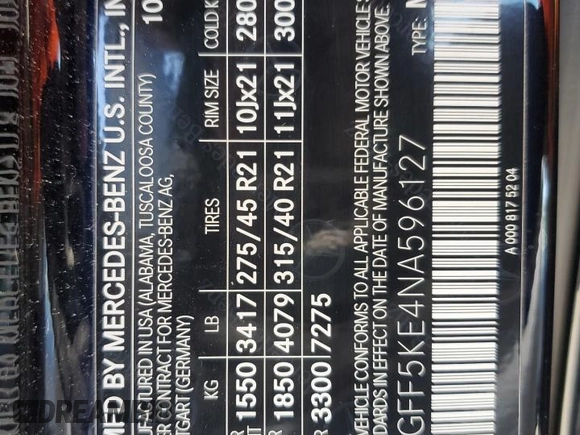 MFD BY MERCEDES-BENZ U.S. INTL., IN
UFACTURED IN USA (ALABAMA, TUSCALOOSA COUNTY) 10
ER CONTRACT FOR MERCEDES-BENZ AG,
TGART (GERMANY)
KG LB TIRES RIM SIZE COLD K
1550 3417 275/45 R21 10Jx21 280
1850 4079 315/40 R21 11Jx21 300
R 3300 7275
VEHICLE CONFORMS TO ALL APPLICABLE FEDERAL MOTOR VEHICLE S
DARDS IN EFFECT ON THE DATE OF MANUFACTURE SHOWN ABOVE.
GFF5KE4NA596127 TYPE: M
A 000 817 52 04